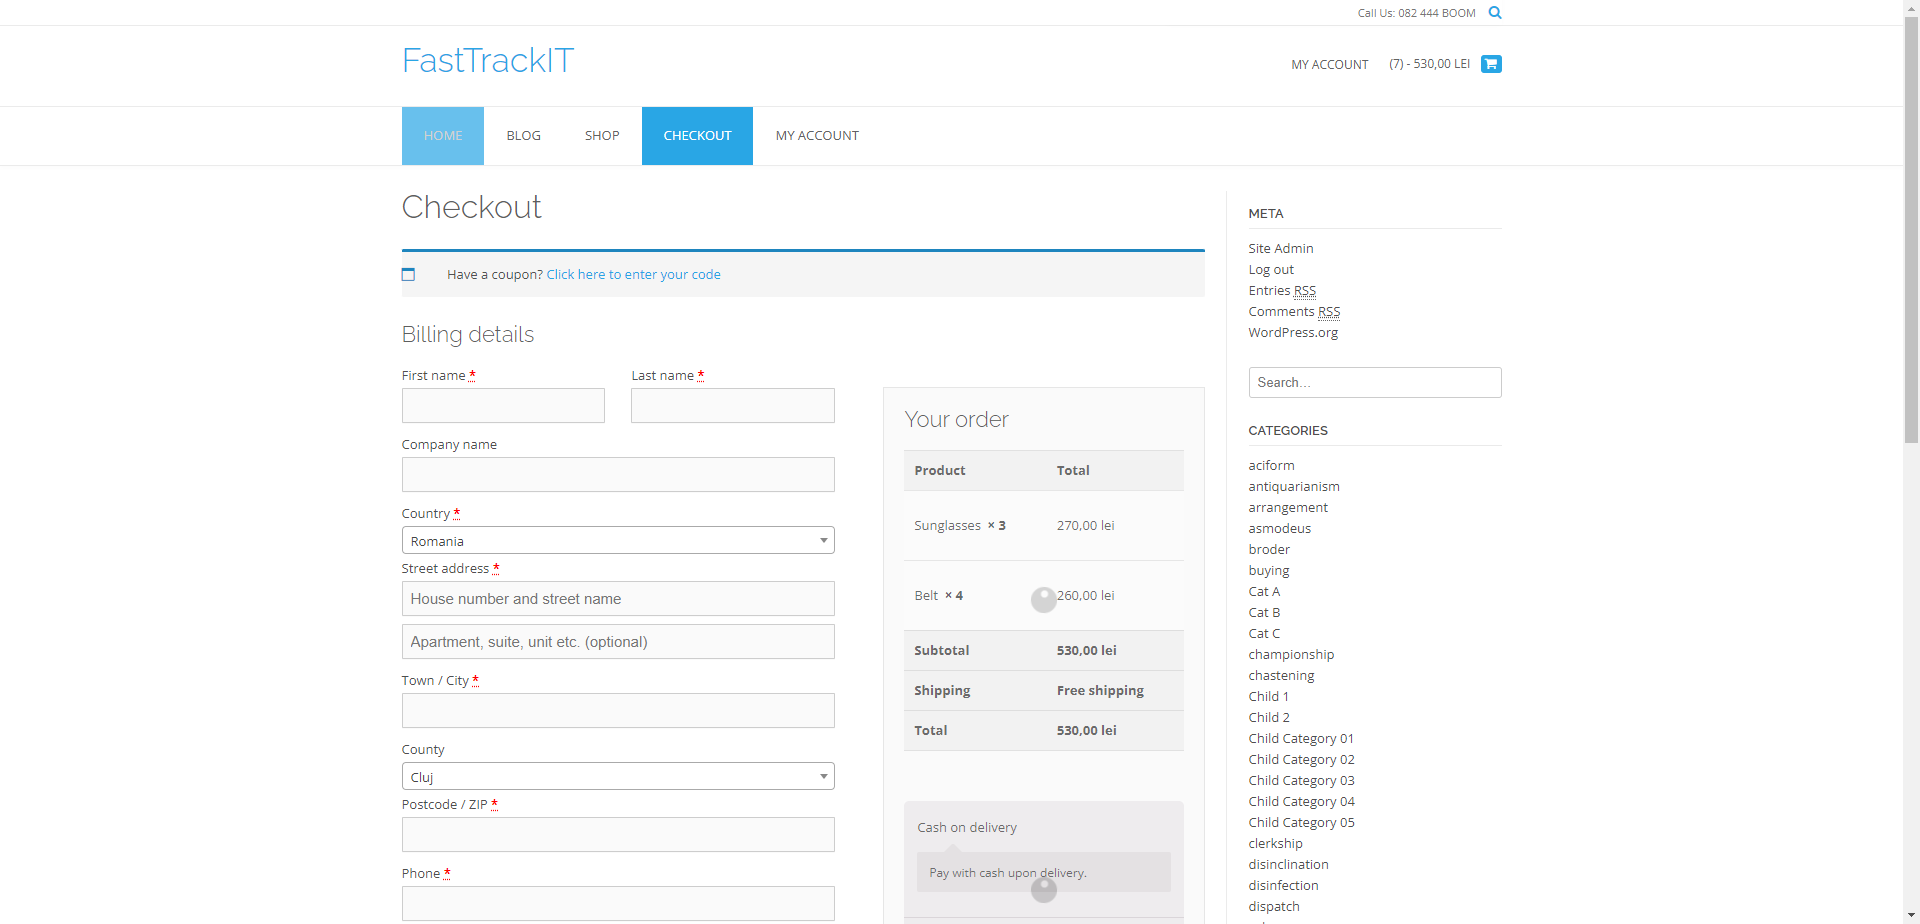 Call Us: 082 444 BOOM
FastTrackIT
MY ACCOUNT (7) - 530,00 LEI
HOME BLOG SHOP CHECKOUT MY ACCOUNT
Checkout
Have a coupon? Click here to enter your code
Billing details
First name * Last name *
Company name
Country *
Romania
Street address *
House number and street name
Apartment, suite, unit etc. (optional)
Town / City *
County
Cluj
Postcode / ZIP *
Phone *
Your order
Product Total
Sunglasses × 3 270,00 lei
Belt × 4 260,00 lei
Subtotal 530,00 lei
Shipping Free shipping
Total 530,00 lei
Cash on delivery
Pay with cash upon delivery.
META
Site Admin
Log out
Entries RSS
Comments RSS
WordPress.org
Search...
CATEGORIES
aciform
antiquarianism
arrangement
asmodeus
broder
buying
Cat A
Cat B
Cat C
championship
chastening
Child 1
Child 2
Child Category 01
Child Category 02
Child Category 03
Child Category 04
Child Category 05
clerkship
disinclination
disinfection
dispatch